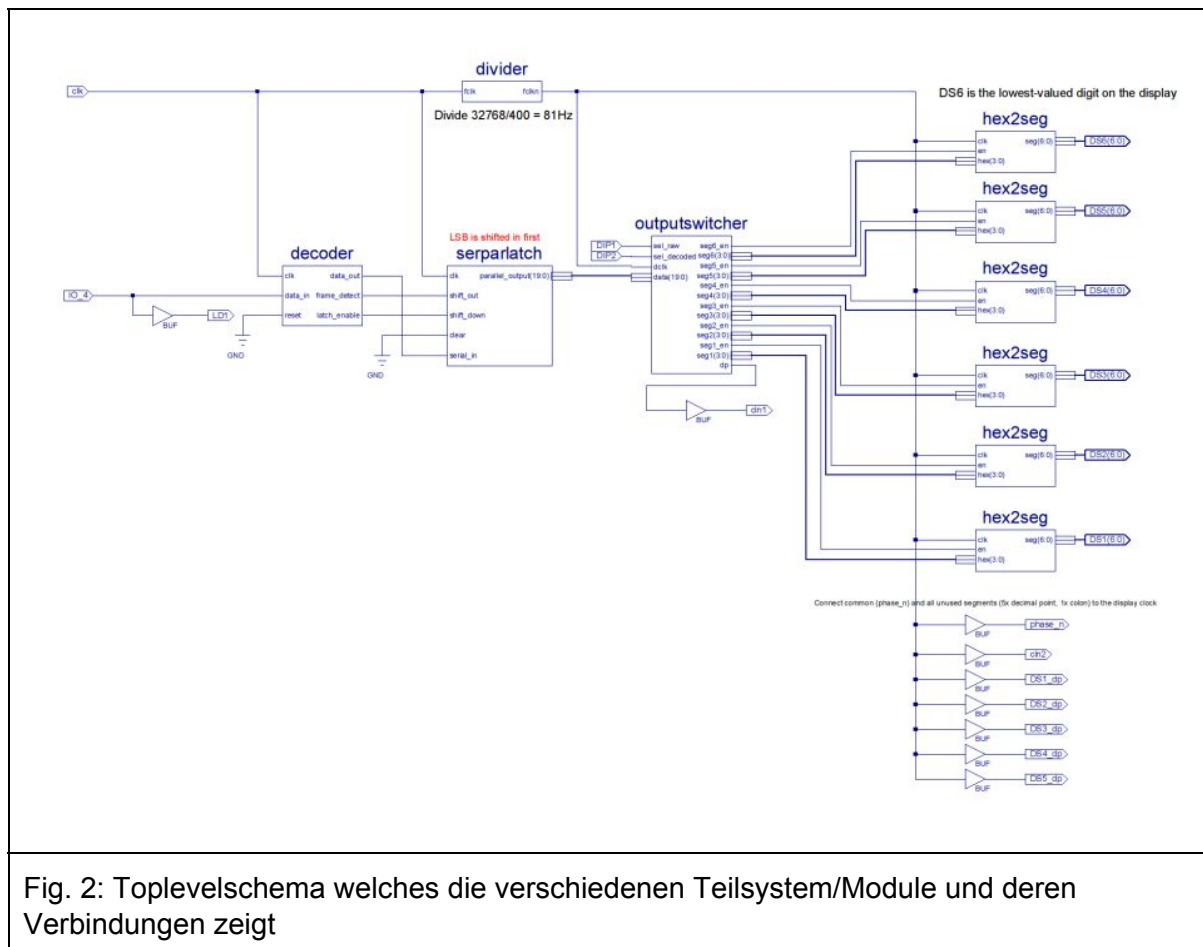 divider
clk
fclk
fclkn
Divide 32768/400 = 81Hz
DS6 is the lowest-valued digit on the display
hex2seg
clk
en
hex(3:0)
seg(6:0)
DS6(6:0)
hex2seg
clk
en
hex(3:0)
seg(6:0)
DS5(6:0)
outputswitcher
DIP1
DIP2
sel_raw
sel_decoded
dclk
data(19:0)
seg6_en
seg6(3:0)
seg5_en
seg5(3:0)
seg4_en
seg4(3:0)
seg3_en
seg3(3:0)
seg2_en
seg2(3:0)
seg1_en
seg1(3:0)
dp
BUF
cln1
LSB is shifted in first
serparlatch
clk
shift_out
shift_down
clear
serial_in
parallel_output(19:0)
GND
decoder
clk
data_in
reset
data_out
frame_detect
latch_enable
IO_4
BUF
LD1
GND
hex2seg
clk
en
hex(3:0)
seg(6:0)
DS4(6:0)
hex2seg
clk
en
hex(3:0)
seg(6:0)
DS3(6:0)
hex2seg
clk
en
hex(3:0)
seg(6:0)
DS2(6:0)
hex2seg
clk
en
hex(3:0)
seg(6:0)
DS1(6:0)
Connect common (phase_n) and all unused segments (5x decimal point, 1x colon) to the display clock
BUF
phase_n
BUF
cln2
BUF
DS1_dp
BUF
DS2_dp
BUF
DS3_dp
BUF
DS4_dp
BUF
DS5_dp
Fig. 2: Toplevelschema welches die verschiedenen Teilsystem/Module und deren
Verbindungen zeigt